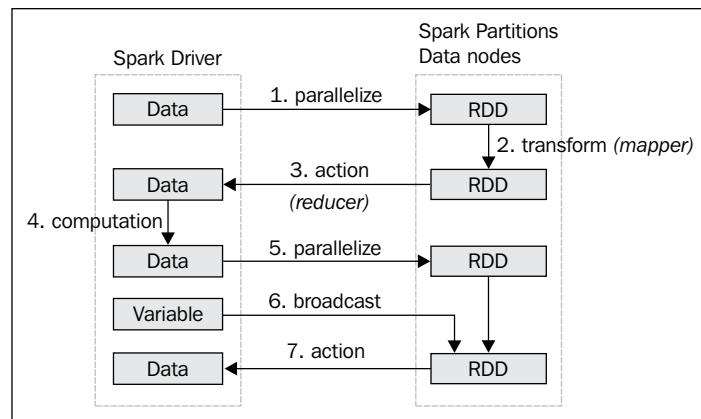 Spark Driver
Spark Partitions
Data nodes
Data
1. parallelize
RDD
2. transform (mapper)
Data
3. action
(reducer)
RDD
4. computation
Data
5. parallelize
RDD
Variable
6. broadcast
Data
7. action
RDD